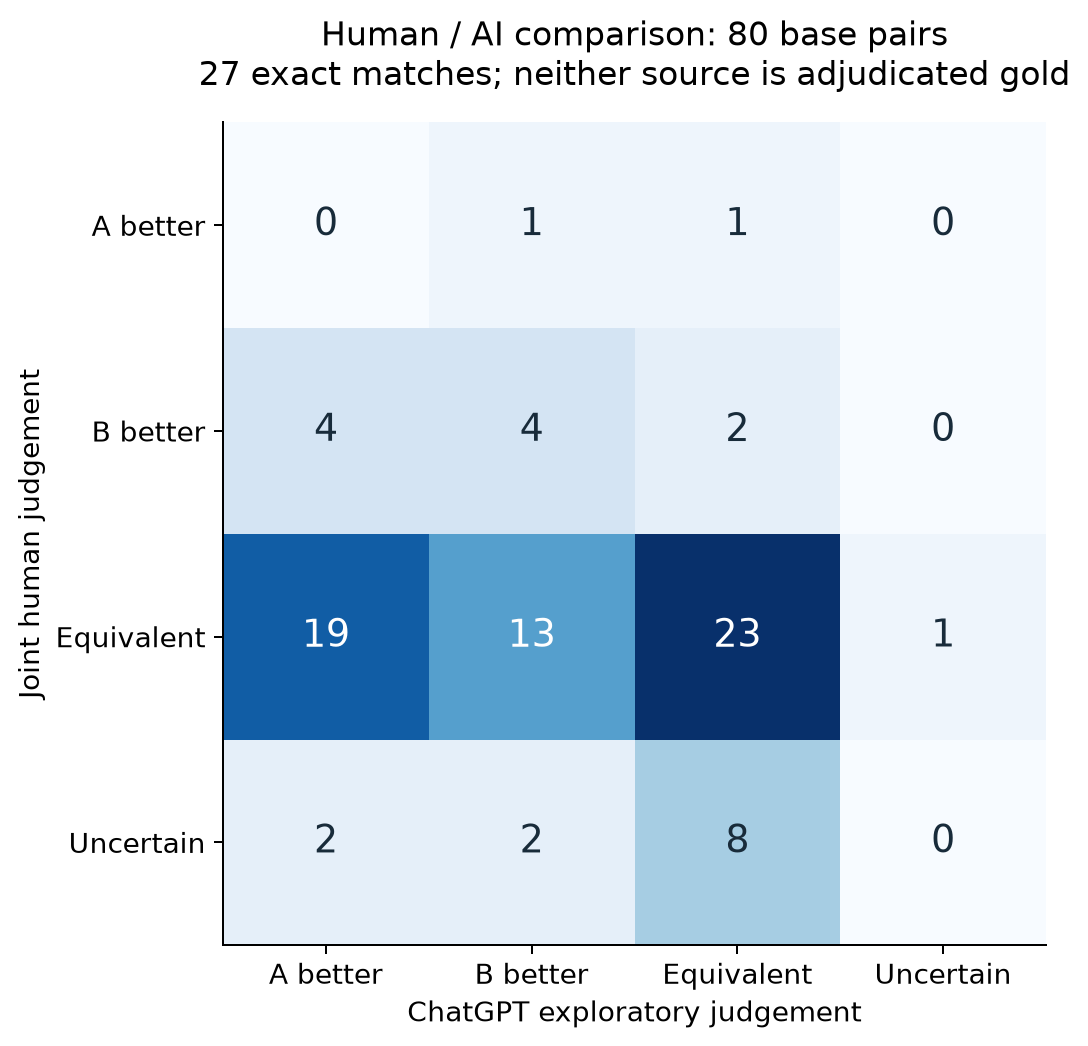 Human / AI comparison: 80 base pairs
27 exact matches; neither source is adjudicated gold
Joint human judgement
A better
0 1 1 0
B better
4 4 2 0
Equivalent
19 13 23 1
Uncertain
2 2 8 0
A better B better Equivalent Uncertain
ChatGPT exploratory judgement